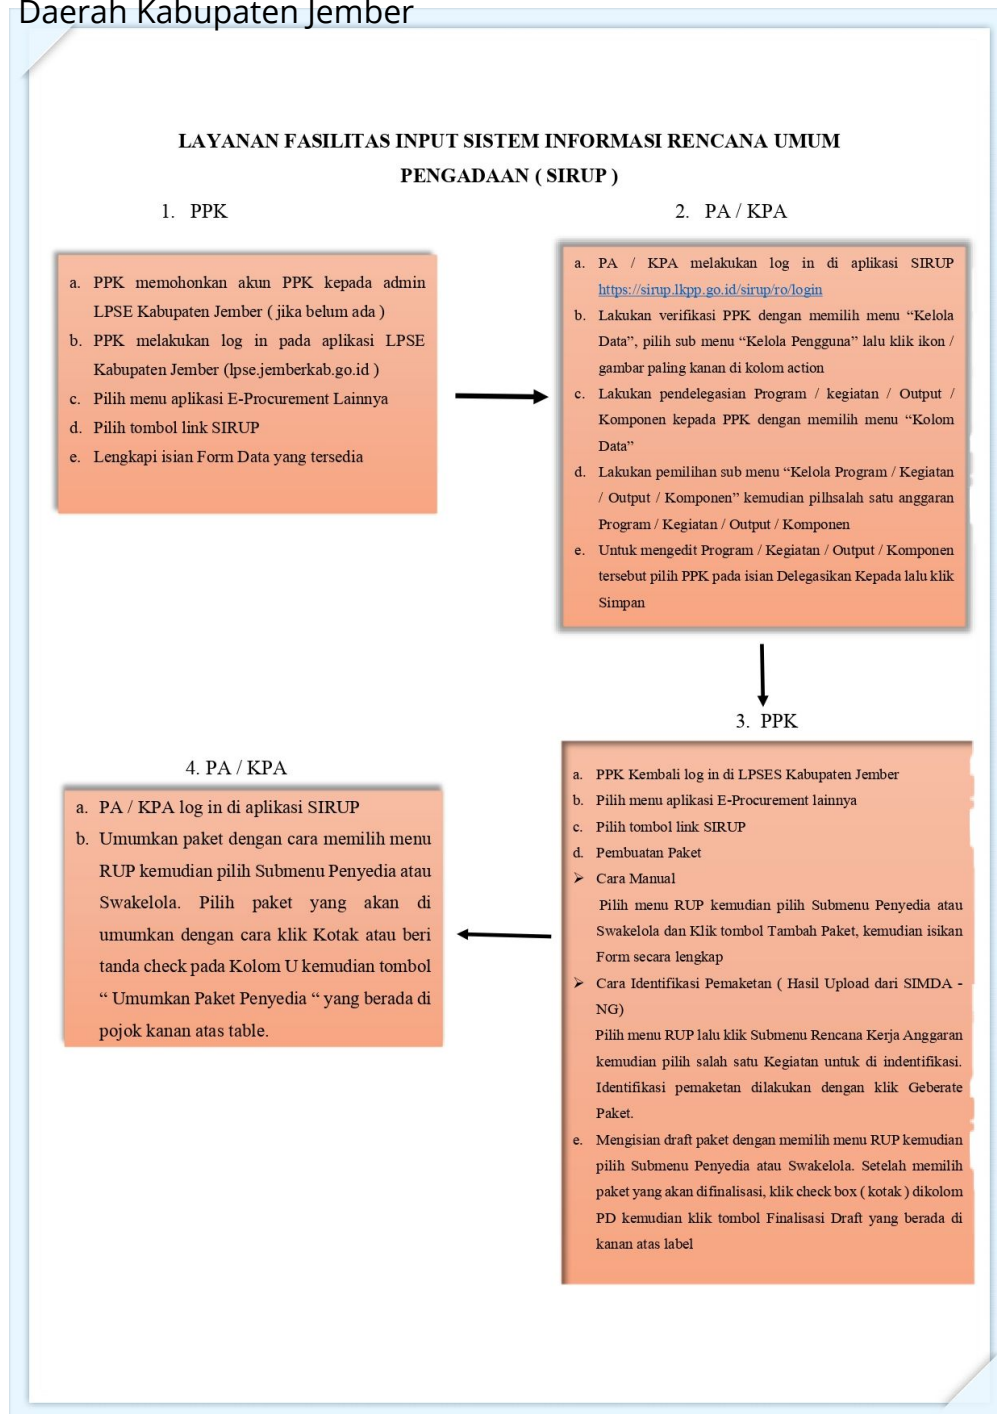 Daerah Kabupaten Jember
LAYANAN FASILITAS INPUT SISTEM INFORMASI RENCANA UMUM
PENGADAAN ( SIRUP )
1. PPK
a. PPK memohonkan akun PPK kepada admin
LPSE Kabupaten Jember ( jika belum ada )
b. PPK melakukan log in pada aplikasi LPSE
Kabupaten Jember (lpse.jemberkab.go.id )
c. Pilih menu aplikasi E-Procurement Lainnya
d. Pilih tombol link SIRUP
e. Lengkapi isian Form Data yang tersedia
2. PA / KPA
a. PA / KPA melakukan log in di aplikasi SIRUP
https://sirup.lkpp.go.id/sirup/ro/login
b. Lakukan verifikasi PPK dengan memilih menu “Kelola
Data”, pilih sub menu “Kelola Pengguna” lalu klik ikon /
gambar paling kanan di kolom action
c. Lakukan pendelegasian Program / kegiatan / Output /
Komponen kepada PPK dengan memilih menu “Kolom
Data”
d. Lakukan pemilihan sub menu “Kelola Program / Kegiatan
/ Output / Komponen” kemudian pilhsalah satu anggaran
Program / Kegiatan / Output / Komponen
e. Untuk mengedit Program / Kegiatan / Output / Komponen
tersebut pilih PPK pada isian Delegasikan Kepada lalu klik
Simpan
3. PPK
a. PPK Kembali log in di LPSES Kabupaten Jember
b. Pilih menu aplikasi E-Procurement lainnya
c. Pilih tombol link SIRUP
d. Pembuatan Paket
➢ Cara Manual
Pilih menu RUP kemudian pilih Submenu Penyedia atau
Swakelola dan Klik tombol Tambah Paket, kemudian isikan
Form secara lengkap
➢ Cara Identifikasi Pemaketan ( Hasil Upload dari SIMDA -
NG)
Pilih menu RUP lalu klik Submenu Rencana Kerja Anggaran
kemudian pilih salah satu Kegiatan untuk di indentifikasi.
Identifikasi pemaketan dilakukan dengan klik Geberate
Paket.
e. Mengisian draft paket dengan memilih menu RUP kemudian
pilih Submenu Penyedia atau Swakelola. Setelah memilih
paket yang akan difinalisasi, klik check box ( kotak ) dikolom
PD kemudian klik tombol Finalisasi Draft yang berada di
kanan atas label
4. PA / KPA
a. PA / KPA log in di aplikasi SIRUP
b. Umumkan paket dengan cara memilih menu
RUP kemudian pilih Submenu Penyedia atau
Swakelola. Pilih paket yang akan di
umumkan dengan cara klik Kotak atau beri
tanda check pada Kolom U kemudian tombol
“ Umumkan Paket Penyedia “ yang berada di
pojok kanan atas table.